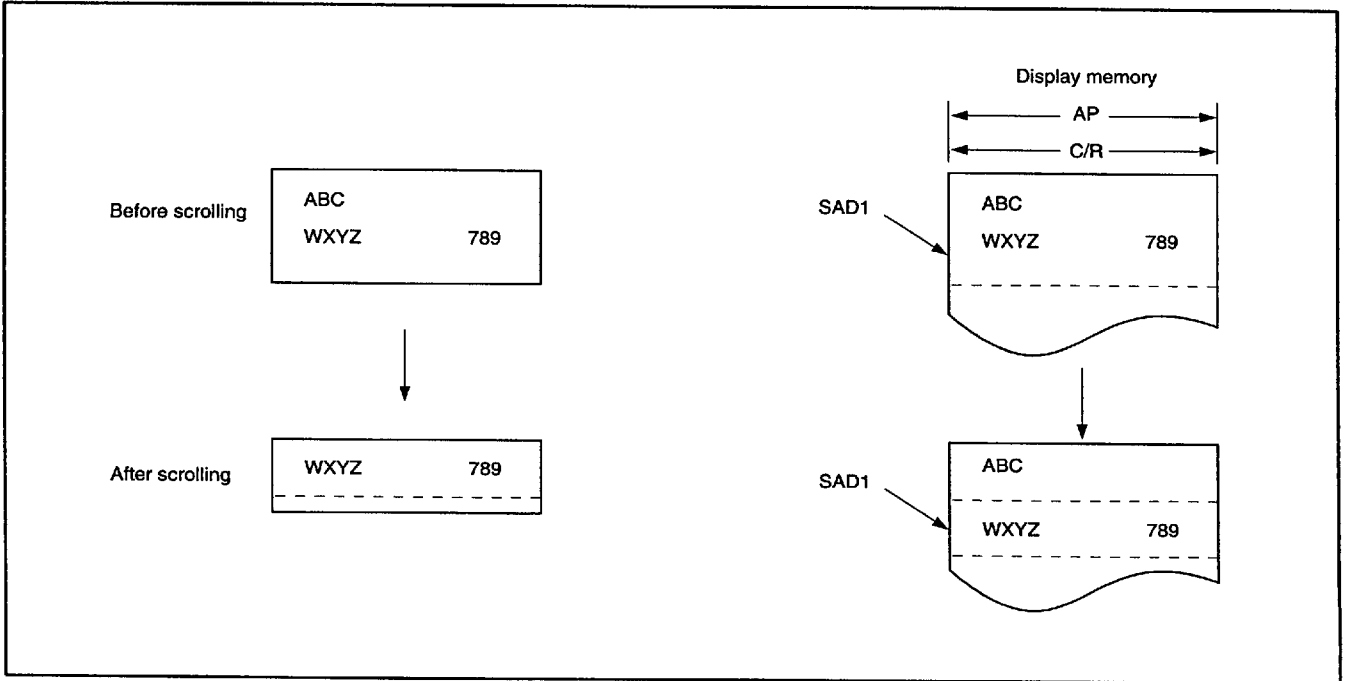 Display memory
AP
C/R
Before scrolling
ABC
WXYZ 789
SAD1
ABC
WXYZ 789
After scrolling
WXYZ 789
SAD1
ABC
WXYZ 789